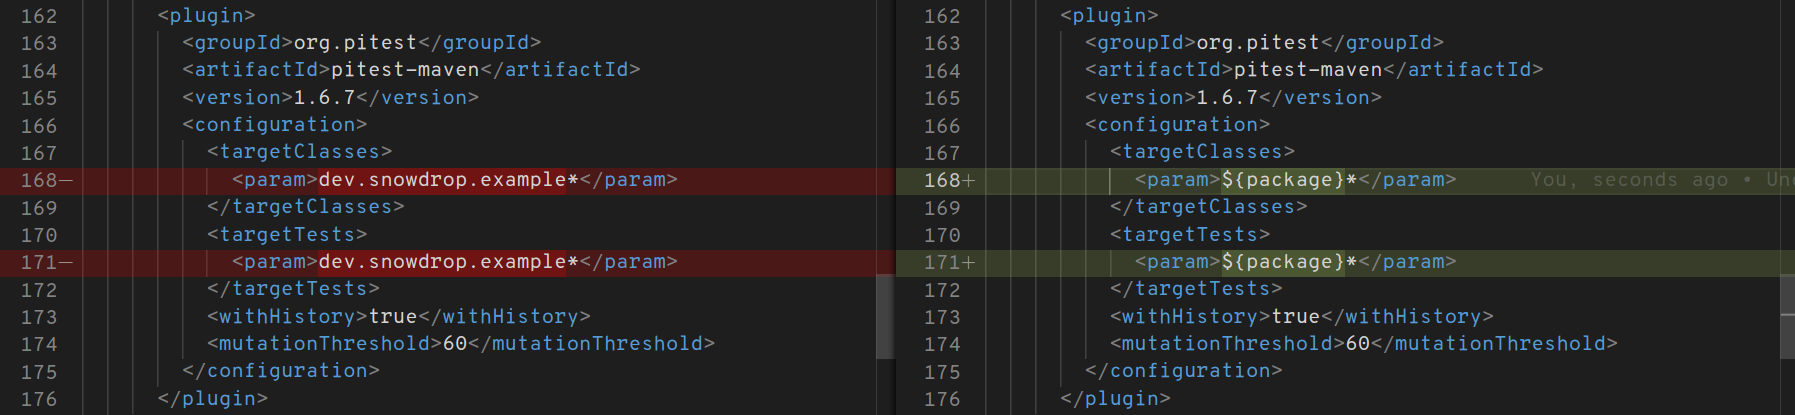 162 <plugin>
163 <groupId>org.pitest</groupId>
164 <artifactId>pitest-maven</artifactId>
165 <version>1.6.7</version>
166 <configuration>
167 <targetClasses>
168− <param>dev.snowdrop.example*</param>
169 </targetClasses>
170 <targetTests>
171− <param>dev.snowdrop.example*</param>
172 </targetTests>
173 <withHistory>true</withHistory>
174 <mutationThreshold>60</mutationThreshold>
175 </configuration>
176 </plugin>
162 <plugin>
163 <groupId>org.pitest</groupId>
164 <artifactId>pitest-maven</artifactId>
165 <version>1.6.7</version>
166 <configuration>
167 <targetClasses>
168+ <param>${package}*</param> You, seconds ago • Un
169 </targetClasses>
170 <targetTests>
171+ <param>${package}*</param>
172 </targetTests>
173 <withHistory>true</withHistory>
174 <mutationThreshold>60</mutationThreshold>
175 </configuration>
176 </plugin>